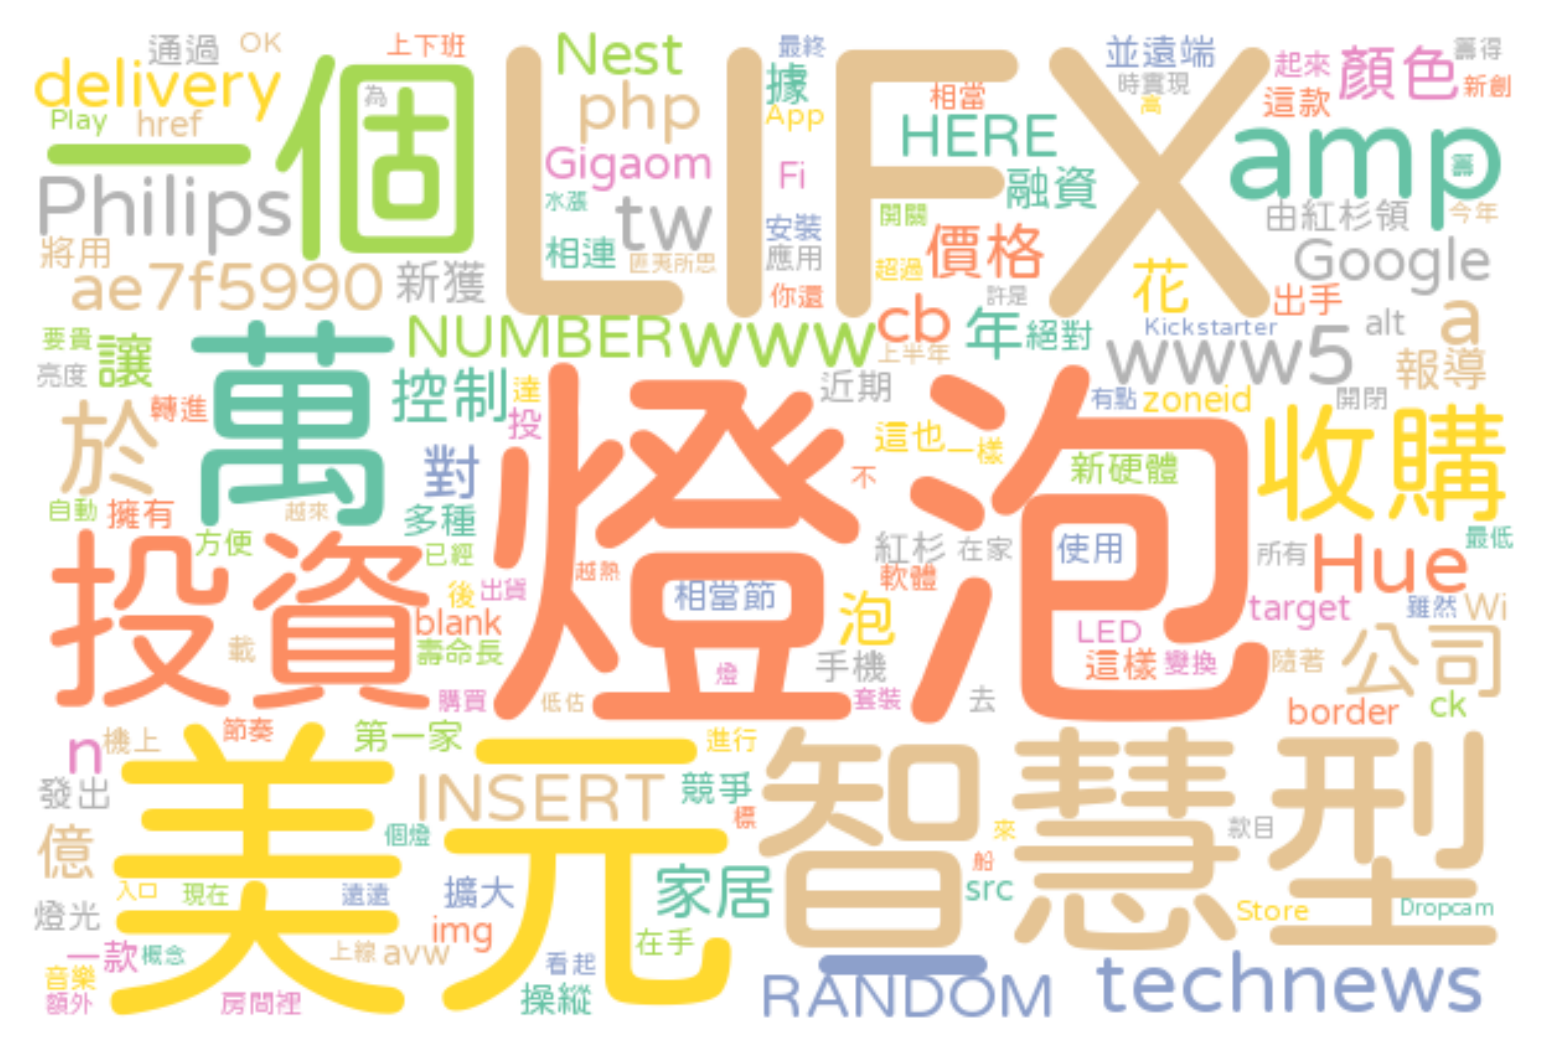 通過
OK
上下班
delivery
Play
href
一個
為
Philips
將用
ae7f5990
新獲
LIFX
Nest
php
Gigaom
水漲
tw
相連
匪夷所思
最終
據
App
Fi
安裝
應用
你還
相當
HERE
融資
開關
價格
超過
許是
並遠端
時實現
高
起來
顏色
籌得
新創
這款
amp
籌
由紅杉領
今年
Google
花
出手
要貴
讓
亮度
轉進
萬
NUMBER
www
cb
上半年
年
絕對
Kickstarter
www5
alt
a
報導
控制
達
投
近期
有點
zoneid
開閉
於
對
這也
一樣
不
新硬體
收購
自動
擁有
越來
多種
燈泡
方便
已經
紅杉
在家
使用
所有
Hue
最低
投資
後
出貨
越熱
相當節
軟體
泡
target
雖然
Wi
blank
載
壽命長
LED
這樣
變換
隨著
公司
燈
手機
購買
低估
套裝
去
border
ck
n
機上
節奏
第一家
進行
發出
美元
INSERT
競爭
標
智慧型
億
個燈
來
款目
船
入口
現在
遠遠
擴大
家居
src
Store
Dropcam
燈光
一款
概念
上線
avw
img
在手
音樂
額外
房間裡
看起
操縱
一
RANDOM
technews